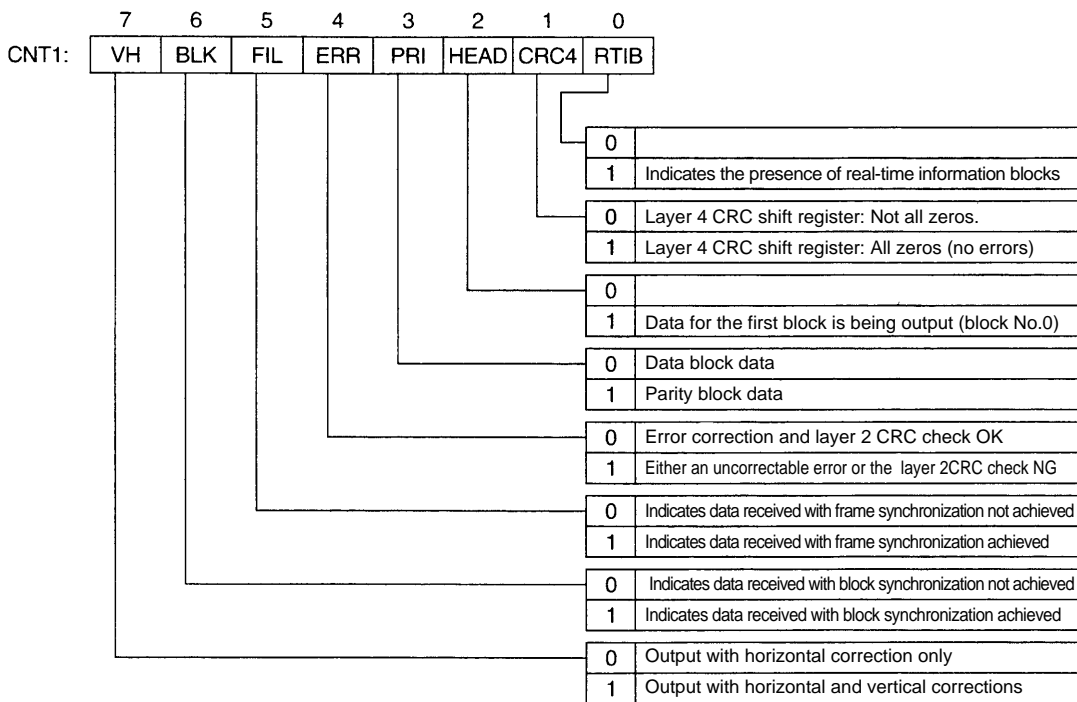 7 6 5 4 3 2 1 0
CNT1: VH BLK FIL ERR PRI HEAD CRC4 RTIB
0
1 Indicates the presence of real-time information blocks
0 Layer 4 CRC shift register: Not all zeros.
1 Layer 4 CRC shift register: All zeros (no errors)
0
1 Data for the first block is being output (block No.0)
0 Data block data
1 Parity block data
0 Error correction and layer 2 CRC check OK
1 Either an uncorrectable error or the layer 2CRC check NG
0 Indicates data received with frame synchronization not achieved
1 Indicates data received with frame synchronization achieved
0 Indicates data received with block synchronization not achieved
1 Indicates data received with block synchronization achieved
0 Output with horizontal correction only
1 Output with horizontal and vertical corrections